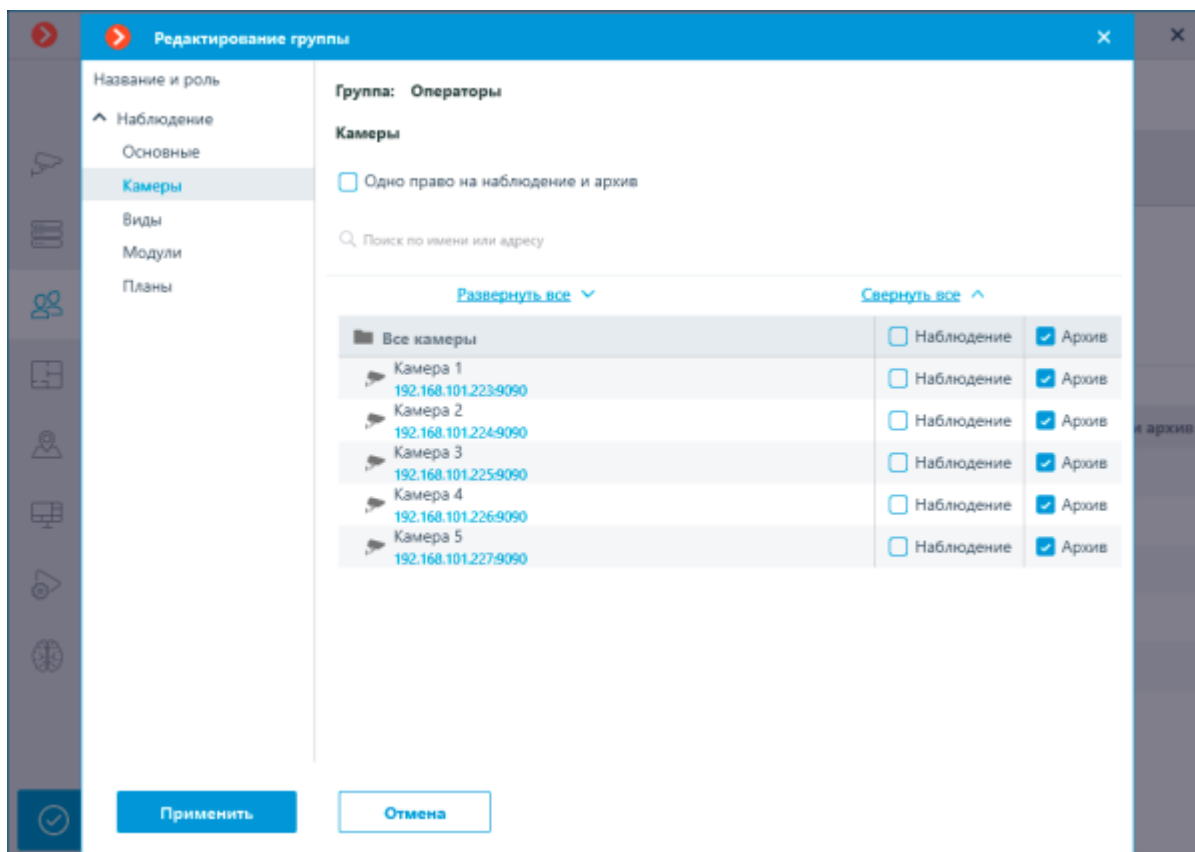 Редактирование группы
Название и роль
Наблюдение
Основные
Камеры
Виды
Модули
Планы
Группа: Операторы
Камеры
Одно право на наблюдение и архив
Поиск по имени или адресу
Развернуть все Свернуть все
Все камеры Наблюдение Архив
Камера 1 Наблюдение Архив
192.168.101.223:9090
Камера 2 Наблюдение Архив
192.168.101.224:9090
Камера 3 Наблюдение Архив
192.168.101.225:9090
Камера 4 Наблюдение Архив
192.168.101.226:9090
Камера 5 Наблюдение Архив
192.168.101.227:9090
и архив
Применить Отмена